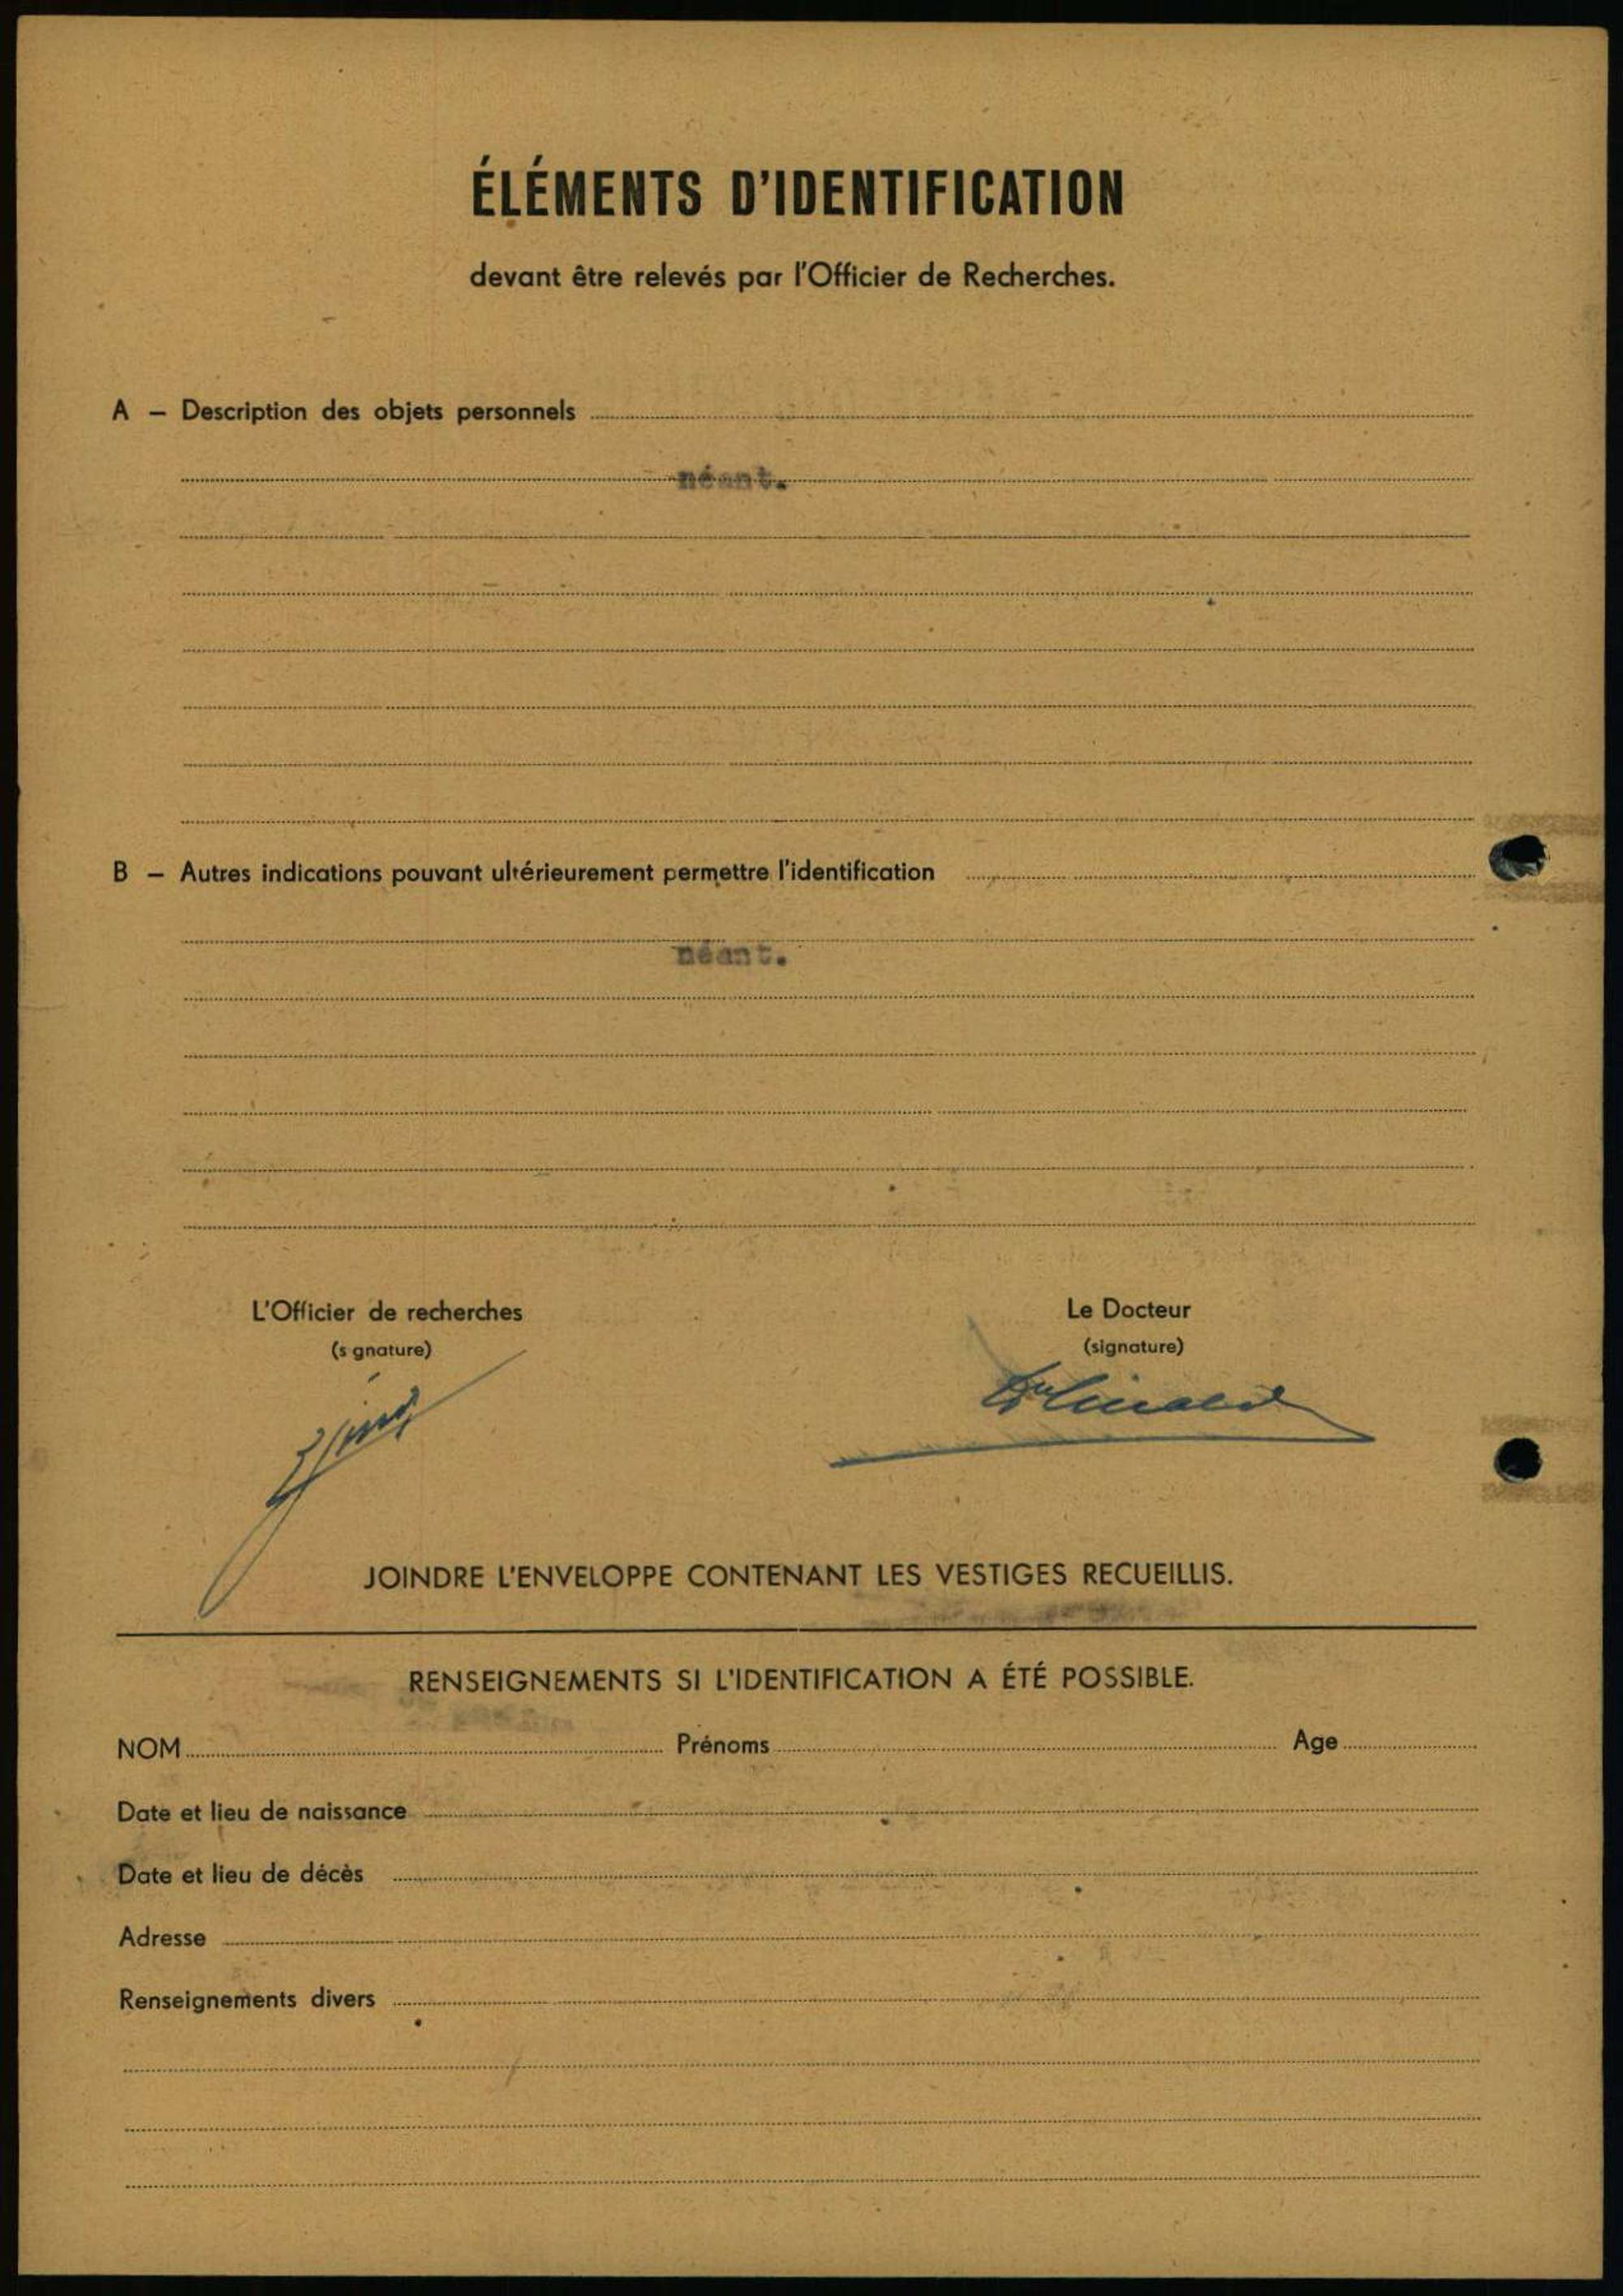 ÉLÉMENTS D'IDENTIFICATION
devant être relevés par l'Officier de Recherches.
A – Description des objets personnels
néant.
B – Autres indications pouvant ultérieurement permettre l'identification
néant.
L'Officier de recherches
Le Docteur
(s gnature)
(signature)
JOINDRE L'ENVELOPPE CONTENANT LES VESTIGES RECUEILLIS.
RENSEIGNEMENTS SI L'IDENTIFICATION A ÉTÉ POSSIBLE.
NOM Prénoms Age
Date et lieu de naissance
Date et lieu de décès
Adresse
Renseignements divers